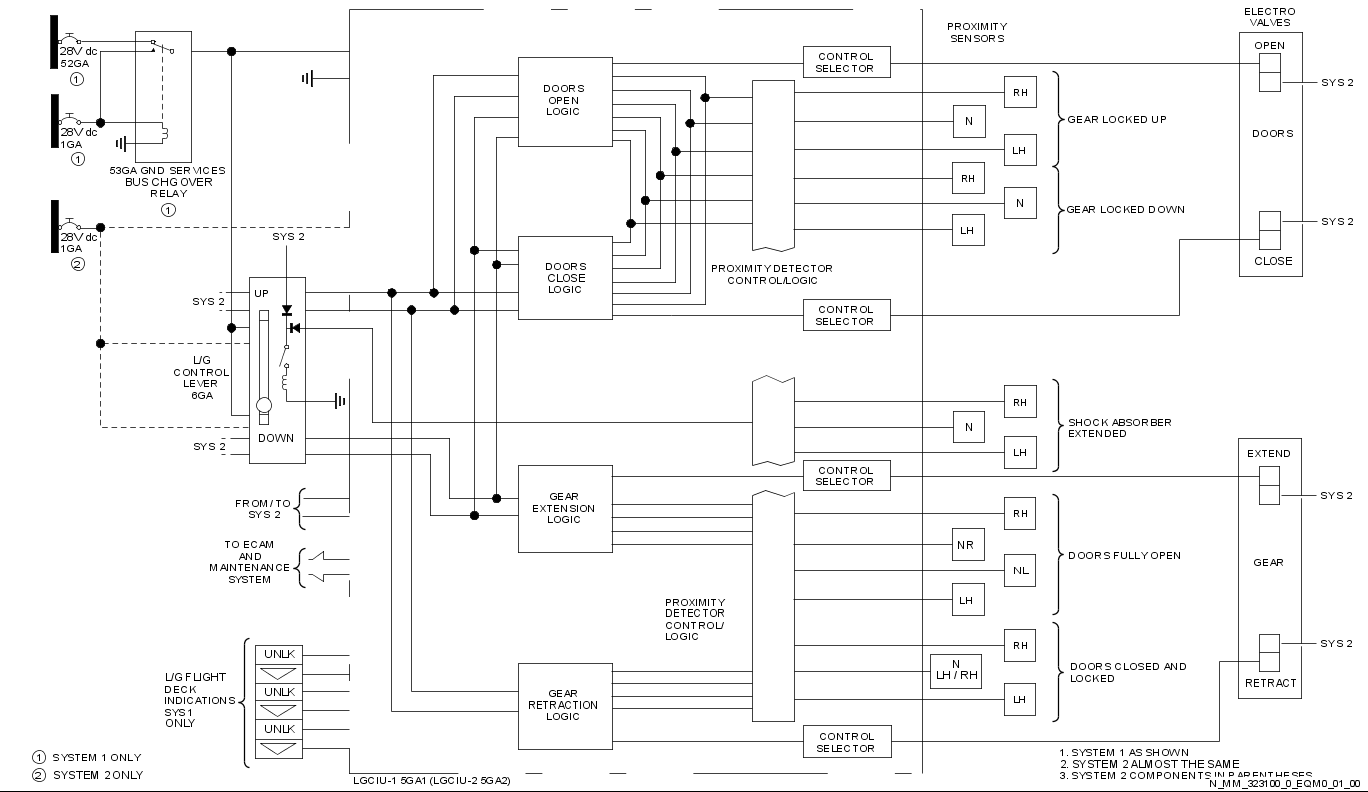 28V dc
52GA
1
28V dc
1GA
1
53GA GND SERVICES
BUS CHG OVER
RELAY
1
28V dc
1GA
2
SYS 2
SYS 2
UP
L/G
CONTROL
LEVER
6GA
DOWN
SYS 2
FROM/TO
SYS 2
TO ECAM
AND
MAINTENANCE
SYSTEM
L/G FLIGHT
DECK
INDICATIONS
SYS1
ONLY
UNLK
UNLK
UNLK
1 SYSTEM 1 ONLY
2 SYSTEM 2 ONLY
LGCIU-1 5GA1 (LGCIU-2 5GA2)
DOORS
OPEN
LOGIC
DOORS
CLOSE
LOGIC
GEAR
EXTENSION
LOGIC
GEAR
RETRACTION
LOGIC
PROXIMITY DETECTOR
CONTROL/LOGIC
PROXIMITY
DETECTOR
CONTROL/
LOGIC
CONTROL
SELECTOR
CONTROL
SELECTOR
CONTROL
SELECTOR
CONTROL
SELECTOR
PROXIMITY
SENSORS
RH
N
LH
GEAR LOCKED UP
RH
N
LH
GEAR LOCKED DOWN
RH
N
LH
SHOCK ABSORBER
EXTENDED
RH
NR
NL
LH
DOORS FULLY OPEN
RH
N
LH / RH
LH
DOORS CLOSED AND
LOCKED
ELECTRO
VALVES
OPEN
SYS 2
DOORS
SYS 2
CLOSE
EXTEND
SYS 2
GEAR
SYS 2
RETRACT
1. SYSTEM 1 AS SHOWN
2. SYSTEM 2 ALMOST THE SAME
3. SYSTEM 2 COMPONENTS IN PARENTHESES
N_MM_323100_0_EQM0_01_00